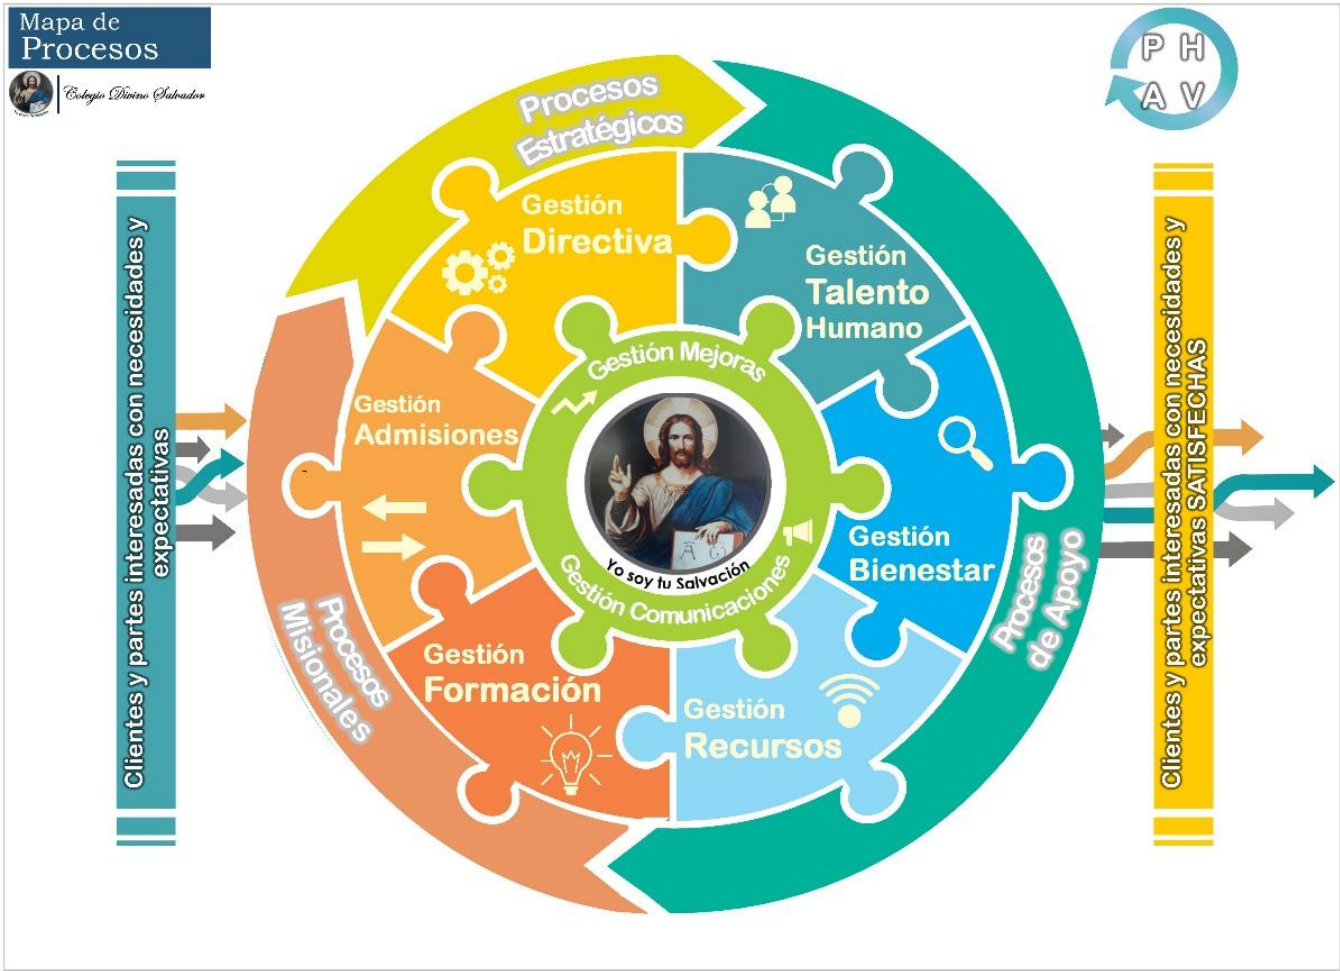 Mapa de
Procesos
Colegio Divino Salvador
P H
A V
Clientes y partes interesadas con necesidades y
expectativas
Procesos
Estratégicos
Gestión
Directiva
Gestión
Talento
Humano
Gestión
Admisiones
Gestión Mejoras
Yo soy tu Salvación
Gestión Comunicaciones
Gestión
Bienestar
Gestión
Formación
Gestión
Recursos
Procesos
Misionales
Procesos
de Apoyo
Clientes y partes interesadas con necesidades y
expectativas SATISFECHAS